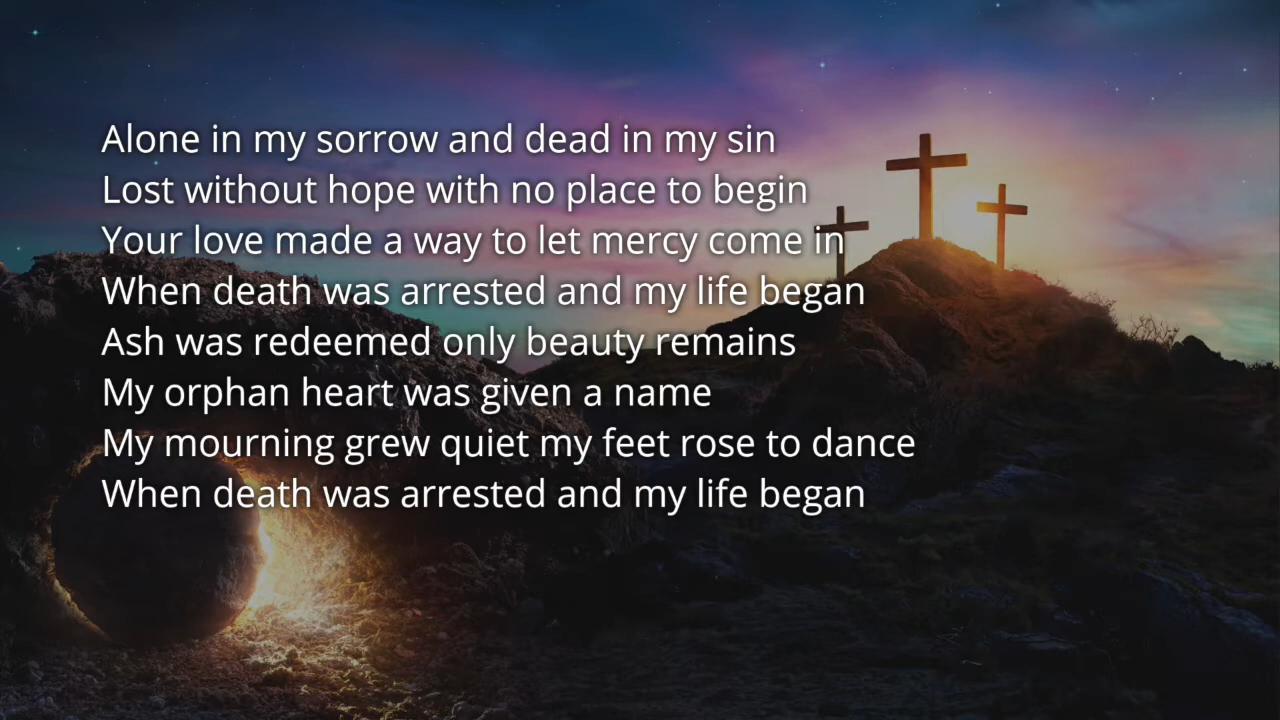 Alone in my sorrow and dead in my sin
Lost without hope with no place to begin
Your love made a way to let mercy come in
When death was arrested and my life began
Ash was redeemed only beauty remains
My orphan heart was given a name
My mourning grew quiet my feet rose to dance
When death was arrested and my life began